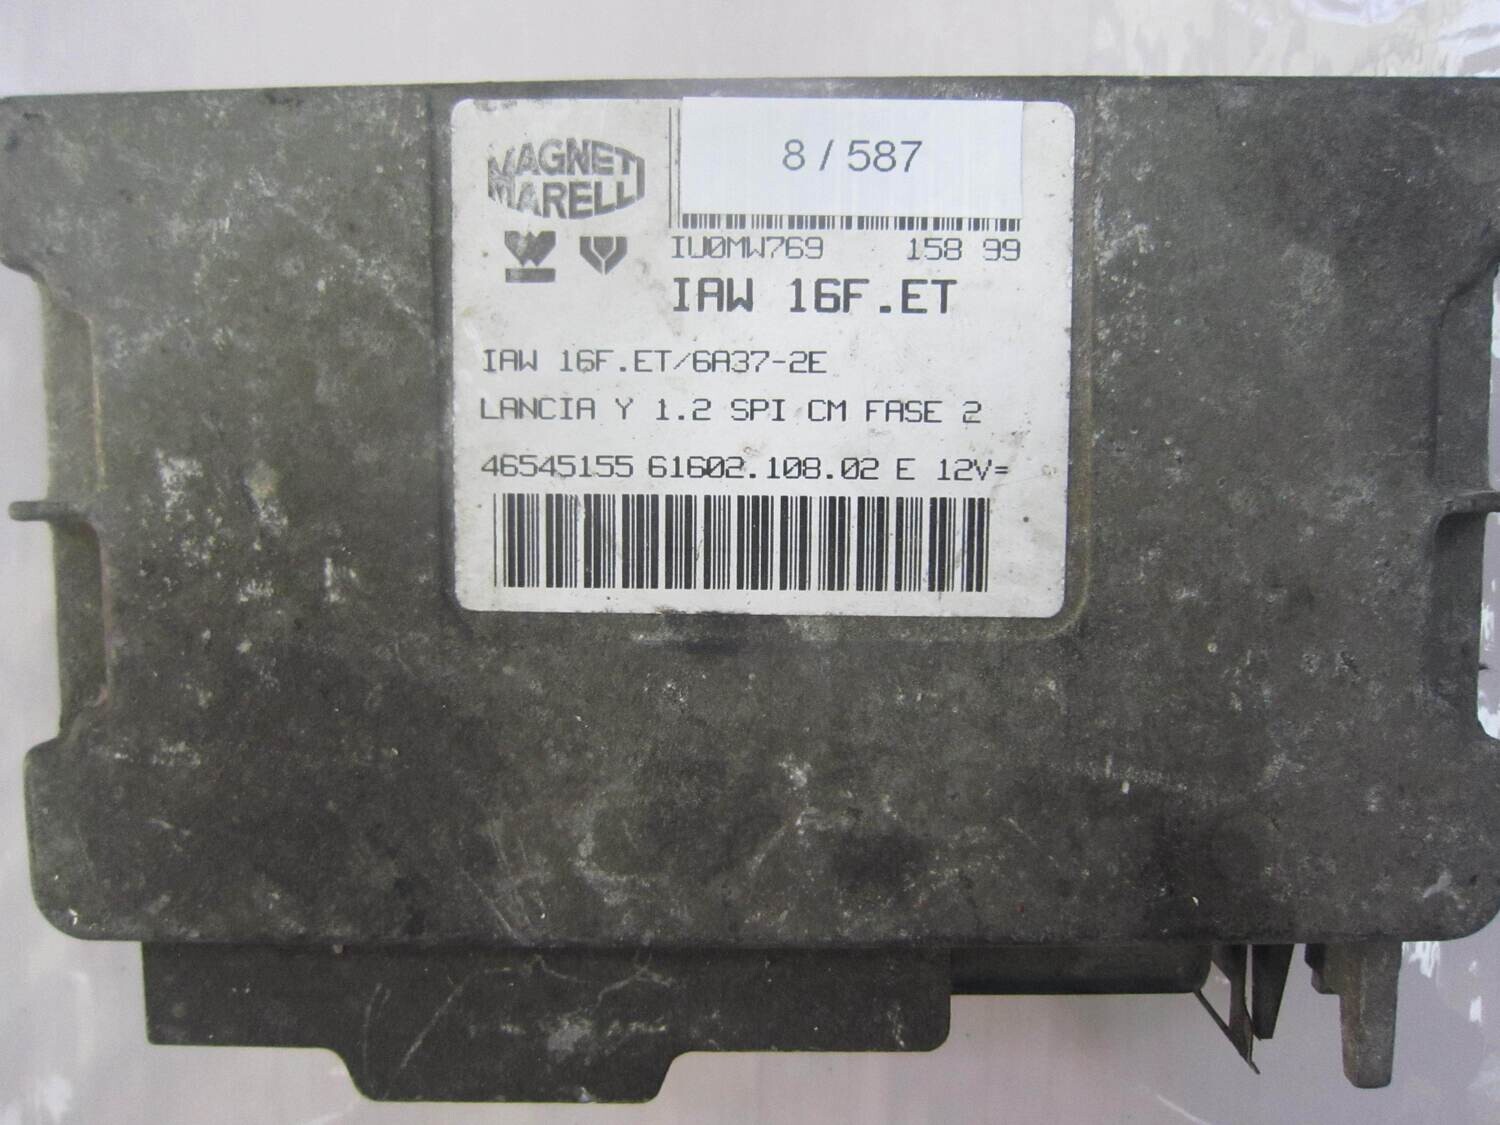 MAGNETI
MARELLI
8 / 587
IU0MW769 158 99
IAW 16F.ET
IAW 16F.ET/6A37-2E
LANCIA Y 1.2 SPI CM FASE 2
46545155 61602.108.02 E 12V=